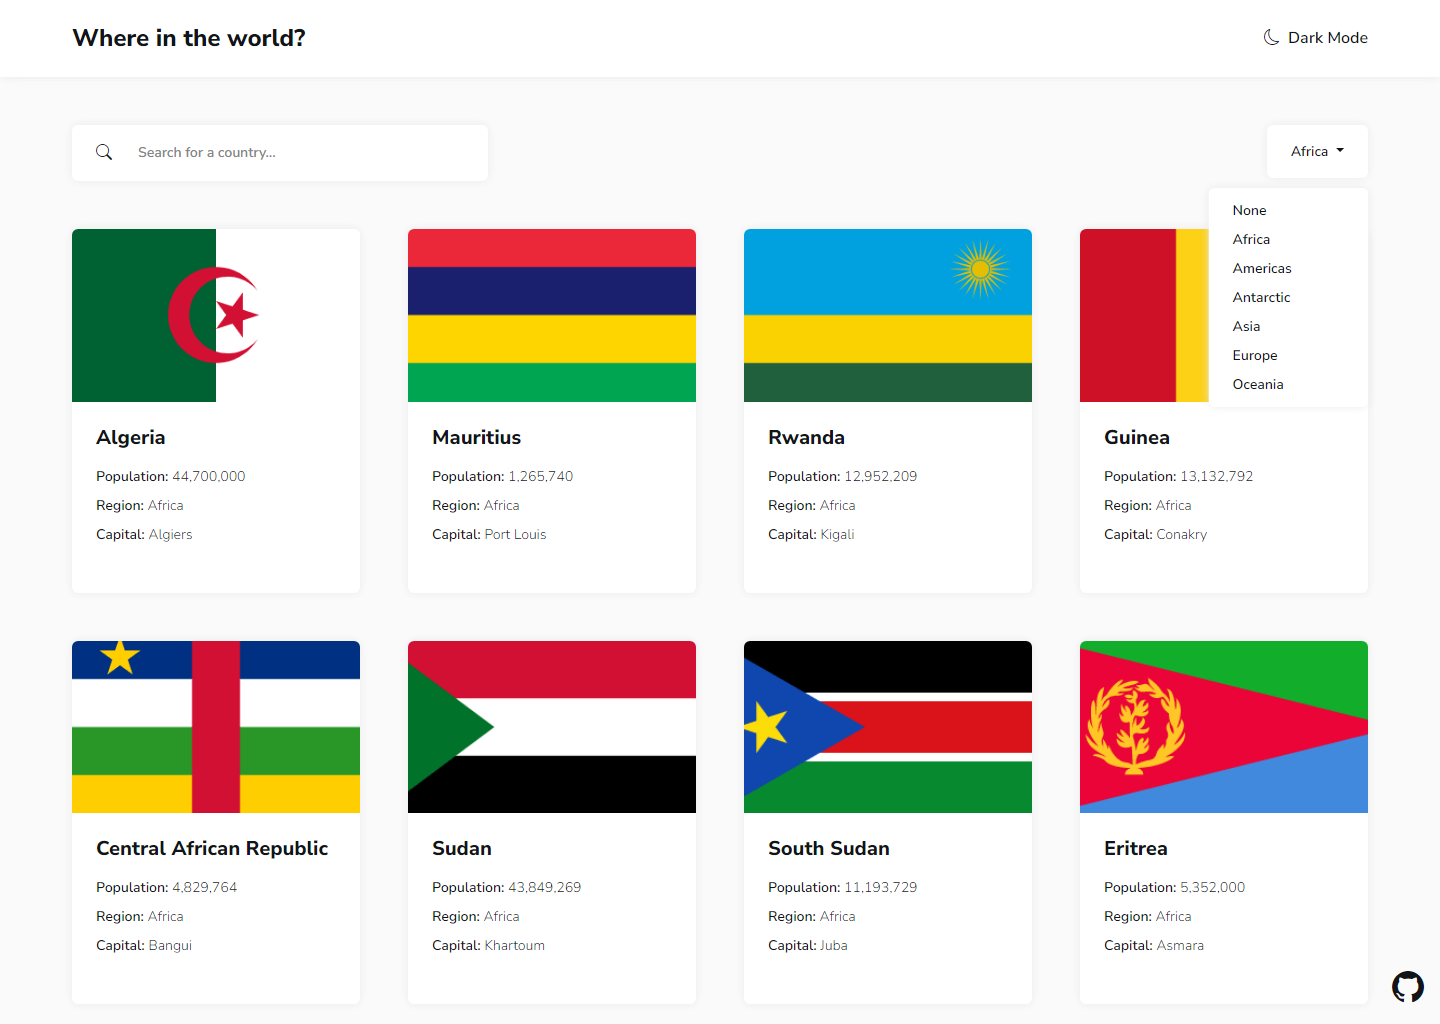 Where in the world?
Dark Mode
Search for a country...
Africa
None
Africa
Americas
Antarctic
Asia
Europe
Oceania
Algeria
Population: 44,700,000
Region: Africa
Capital: Algiers
Mauritius
Population: 1,265,740
Region: Africa
Capital: Port Louis
Rwanda
Population: 12,952,209
Region: Africa
Capital: Kigali
Guinea
Population: 13,132,792
Region: Africa
Capital: Conakry
Central African Republic
Population: 4,829,764
Region: Africa
Capital: Bangui
Sudan
Population: 43,849,269
Region: Africa
Capital: Khartoum
South Sudan
Population: 11,193,729
Region: Africa
Capital: Juba
Eritrea
Population: 5,352,000
Region: Africa
Capital: Asmara